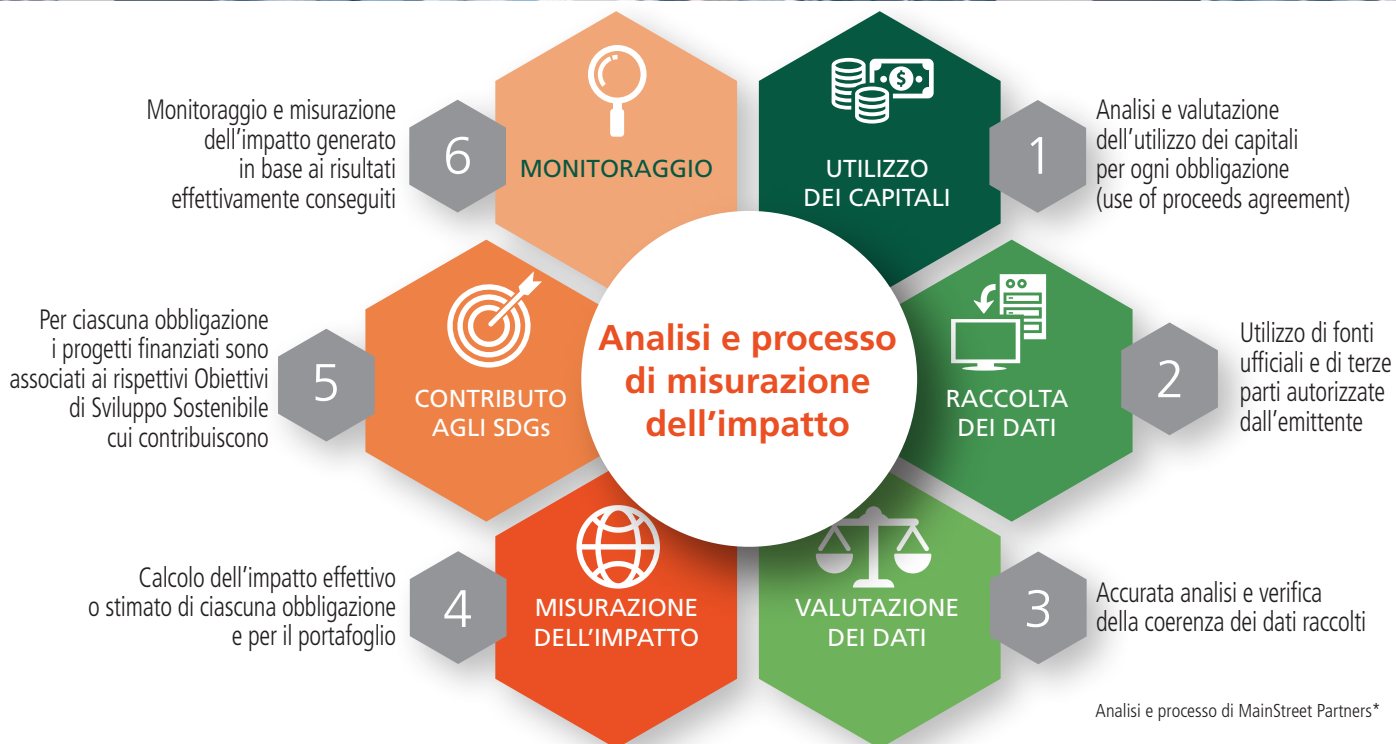 Analisi e processo
di misurazione
dell'impatto
UTILIZZO
DEI CAPITALI
1
Analisi e valutazione
dell'utilizzo dei capitali
per ogni obbligazione
(use of proceeds agreement)
RACCOLTA
DEI DATI
2
Utilizzo di fonti
ufficiali e di terze
parti autorizzate
dall'emittente
VALUTAZIONE
DEI DATI
3
Accurata analisi e verifica
della coerenza dei dati raccolti
MISURAZIONE
DELL'IMPATTO
4
Calcolo dell'impatto effettivo
o stimato di ciascuna obbligazione
e per il portafoglio
CONTRIBUTO
AGLI SDGs
5
Per ciascuna obbligazione
i progetti finanziati sono
associati ai rispettivi Obiettivi
di Sviluppo Sostenibile
cui contribuiscono
MONITORAGGIO
6
Monitoraggio e misurazione
dell'impatto generato
in base ai risultati
effettivamente conseguiti
Analisi e processo di MainStreet Partners*